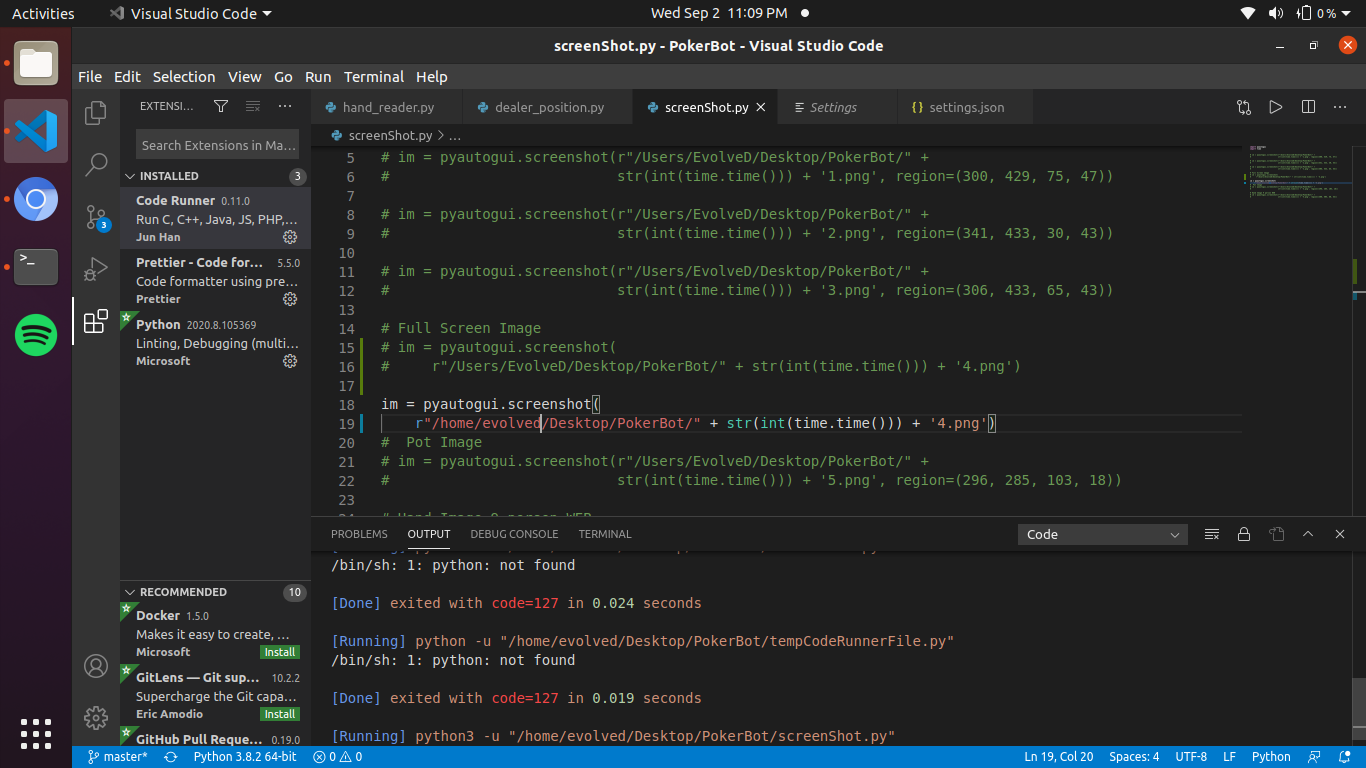 Activities Visual Studio Code Wed Sep 2 11:09 PM 0 %
screenShot.py - PokerBot - Visual Studio Code
File Edit Selection View Go Run Terminal Help
EXTENSI...
hand_reader.py dealer_position.py screenShot.py Settings {} settings.json
Search Extensions in Ma...
INSTALLED 3
Code Runner 0.11.0
Run C, C++, Java, JS, PHP,...
Jun Han
Prettier - Code for... 5.5.0
Code formatter using pre...
Prettier
Python 2020.8.105369
Linting, Debugging (multi...
Microsoft
3
>_
RECOMMENDED 10
Docker 1.5.0
Makes it easy to create, ...
Microsoft Install
GitLens — Git sup... 10.2.2
Supercharge the Git capa...
Eric Amodio Install
GitHub Pull Reque... 0.19.0
screenShot.py > ...
5 # im = pyautogui.screenshot(r"/Users/EvolveD/Desktop/PokerBot/" +
6 # str(int(time.time())) + '1.png', region=(300, 429, 75, 47))
7
8 # im = pyautogui.screenshot(r"/Users/EvolveD/Desktop/PokerBot/" +
9 # str(int(time.time())) + '2.png', region=(341, 433, 30, 43))
10
11 # im = pyautogui.screenshot(r"/Users/EvolveD/Desktop/PokerBot/" +
12 # str(int(time.time())) + '3.png', region=(306, 433, 65, 43))
13
14 # Full Screen Image
15 # im = pyautogui.screenshot(
16 # r"/Users/EvolveD/Desktop/PokerBot/" + str(int(time.time())) + '4.png')
17
18 im = pyautogui.screenshot(
19 r"/home/evolved/Desktop/PokerBot/" + str(int(time.time())) + '4.png')
20 # Pot Image
21 # im = pyautogui.screenshot(r"/Users/EvolveD/Desktop/PokerBot/" +
22 # str(int(time.time())) + '5.png', region=(296, 285, 103, 18))
23
PROBLEMS OUTPUT DEBUG CONSOLE TERMINAL Code
/bin/sh: 1: python: not found
[Done] exited with code=127 in 0.024 seconds
[Running] python -u "/home/evolved/Desktop/PokerBot/tempCodeRunnerFile.py"
/bin/sh: 1: python: not found
[Done] exited with code=127 in 0.019 seconds
[Running] python3 -u "/home/evolved/Desktop/PokerBot/screenShot.py"
master* Python 3.8.2 64-bit 0 0 Ln 19, Col 20 Spaces: 4 UTF-8 LF Python